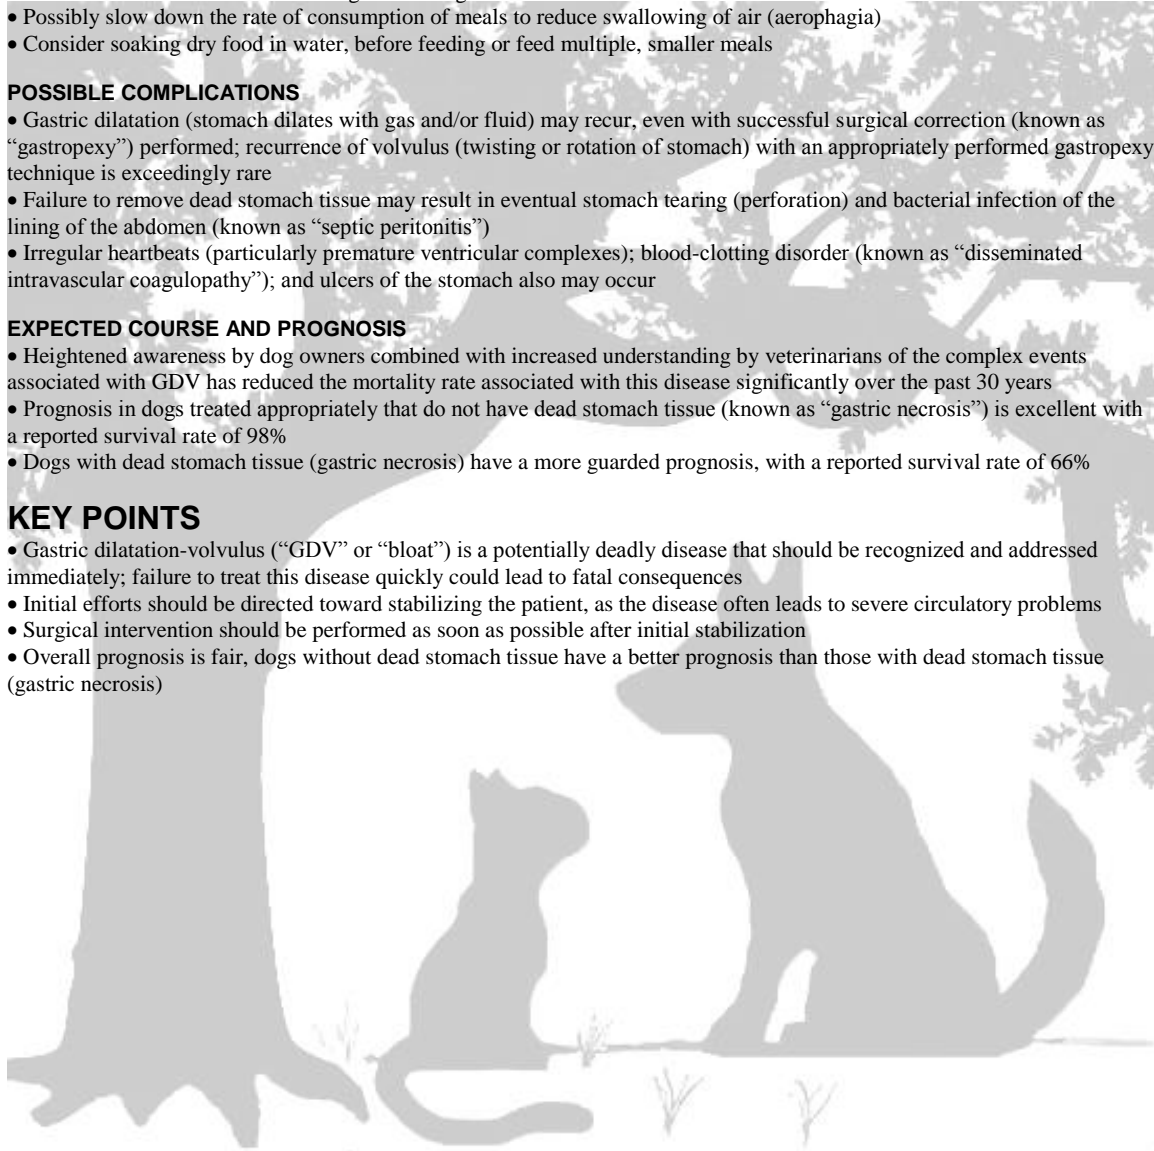 • Possibly slow down the rate of consumption of meals to reduce swallowing of air (aerophagia)
• Consider soaking dry food in water, before feeding or feed multiple, smaller meals
POSSIBLE COMPLICATIONS
• Gastric dilatation (stomach dilates with gas and/or fluid) may recur, even with successful surgical correction (known as
“gastropexy”) performed; recurrence of volvulus (twisting or rotation of stomach) with an appropriately performed gastropexy
technique is exceedingly rare
• Failure to remove dead stomach tissue may result in eventual stomach tearing (perforation) and bacterial infection of the
lining of the abdomen (known as “septic peritonitis”)
• Irregular heartbeats (particularly premature ventricular complexes); blood-clotting disorder (known as “disseminated
intravascular coagulopathy”); and ulcers of the stomach also may occur
EXPECTED COURSE AND PROGNOSIS
• Heightened awareness by dog owners combined with increased understanding by veterinarians of the complex events
associated with GDV has reduced the mortality rate associated with this disease significantly over the past 30 years
• Prognosis in dogs treated appropriately that do not have dead stomach tissue (known as “gastric necrosis”) is excellent with
a reported survival rate of 98%
• Dogs with dead stomach tissue (gastric necrosis) have a more guarded prognosis, with a reported survival rate of 66%
KEY POINTS
• Gastric dilatation-volvulus (“GDV” or “bloat”) is a potentially deadly disease that should be recognized and addressed
immediately; failure to treat this disease quickly could lead to fatal consequences
• Initial efforts should be directed toward stabilizing the patient, as the disease often leads to severe circulatory problems
• Surgical intervention should be performed as soon as possible after initial stabilization
• Overall prognosis is fair, dogs without dead stomach tissue have a better prognosis than those with dead stomach tissue
(gastric necrosis)